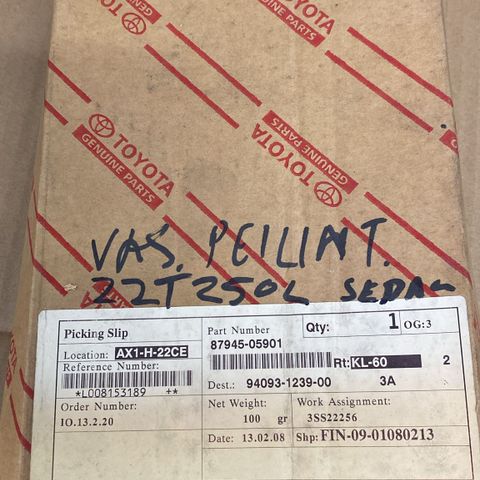 TOYOTA
GENUINE PARTS
TOYOTA
GENUINE PARTS
TOYOTA
GENUINE PARTS
TOYOTA
GENUINE PARTS
VAS. PEILIN T.
ZZT250L SEDAN
Picking Slip
Location: AX1-H-22CE
Reference Number:
*L008153189 +*
Order Number:
IO.13.2.20
Part Number
87945-05901
Qty: 1 OG:3
Rt: KL-60 2
Dest.: 94093-1239-00 3A
Net Weight:
100 gr
Work Assignment:
3SS22256
Date: 13.02.08 Shp: FIN-09-01080213